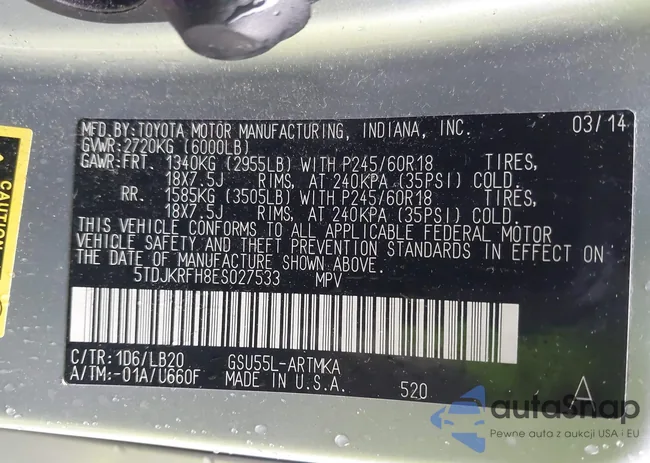 MFD.BY:TOYOTA MOTOR MANUFACTURING, INDIANA, INC. 03/14
GVWR:2720KG (6000LB)
GAWR:FRT. 1340KG (2955LB) WITH P245/60R18 TIRES,
18X7.5J RIMS, AT 240KPA (35PSI) COLD.
RR. 1585KG (3505LB) WITH P245/60R18 TIRES,
18X7.5J RIMS, AT 240KPA (35PSI) COLD.
THIS VEHICLE CONFORMS TO ALL APPLICABLE FEDERAL MOTOR
VEHICLE SAFETY AND THEFT PREVENTION STANDARDS IN EFFECT ON
THE DATE OF MANUFACTURE SHOWN ABOVE.
5TDJKRFH8ES027533 MPV
C/TR:1D6/LB20 GSU55L-ARTMKA
A/TM:-01A/U660F MADE IN U.S.A. 520 A
CAUTION
autoSnap
Pewne auta z aukcji USA i EU